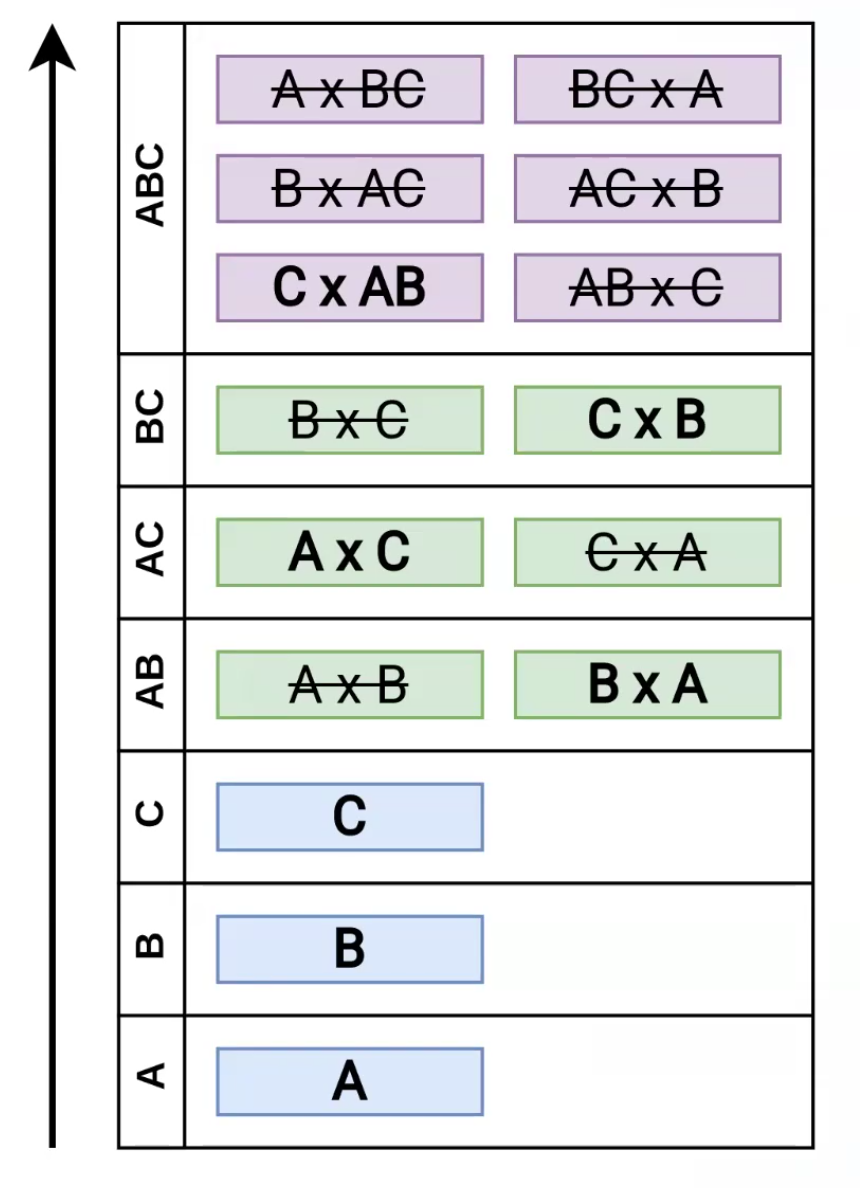 ABC
A x BC BC x A
B x AC AC x B
C x AB AB x C
BC
B x C C x B
AC
A x C C x A
AB
A x B B x A
C
C
B
B
A
A